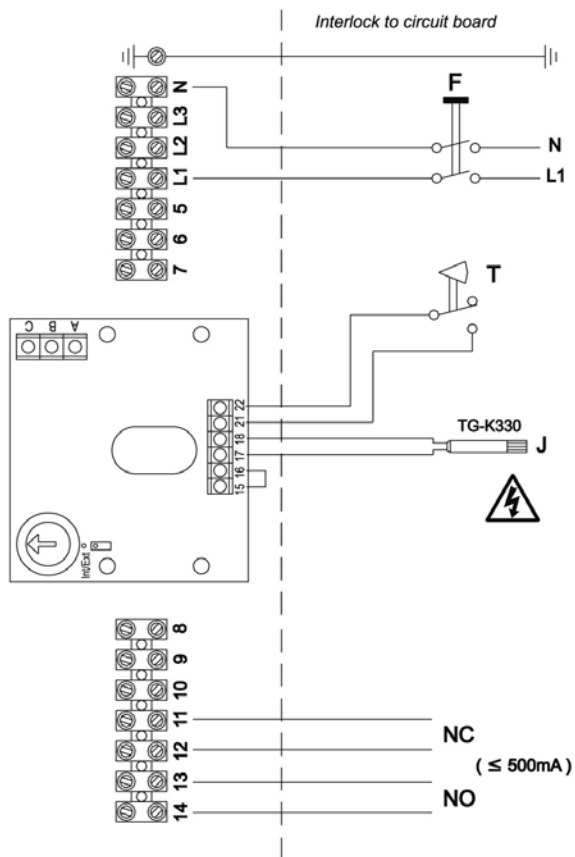 Interlock to circuit board
F
N
L3
L2
L1
5
6
7
N
L1
T
C B A
22
21
18
17
16
15
TG-K330
J
Int/Ext
8
9
10
11
12
13
14
NC
( ≤ 500mA)
NO